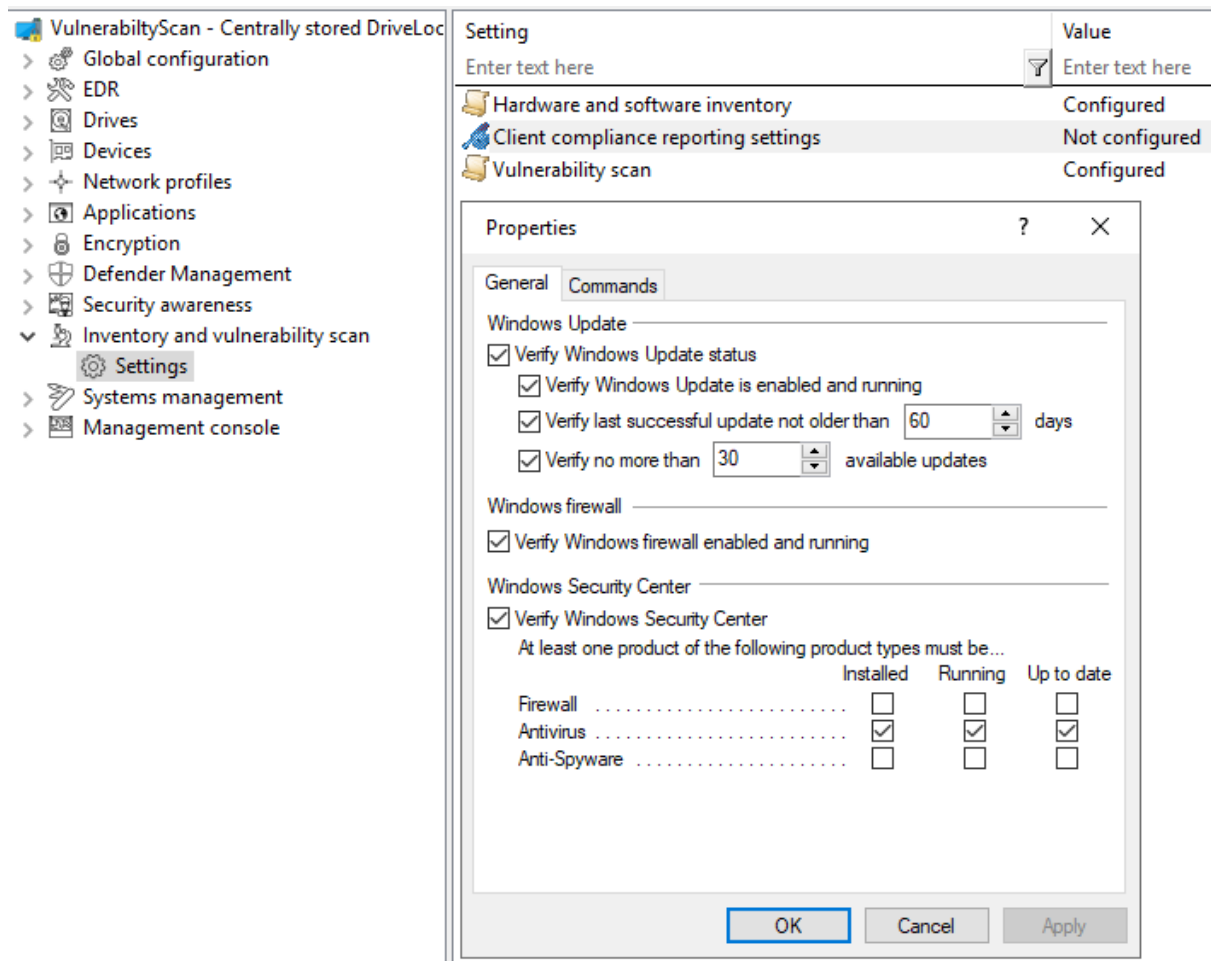 VulnerabiltyScan - Centrally stored DriveLoc
Global configuration
EDR
Drives
Devices
Network profiles
Applications
Encryption
Defender Management
Security awareness
Inventory and vulnerability scan
Settings
Systems management
Management console
Setting Value
Enter text here Enter text here
Hardware and software inventory Configured
Client compliance reporting settings Not configured
Vulnerability scan Configured
Properties ?
General Commands
Windows Update
Verify Windows Update status
Verify Windows Update is enabled and running
Verify last successful update not older than 60 days
Verify no more than 30 available updates
Windows firewall
Verify Windows firewall enabled and running
Windows Security Center
Verify Windows Security Center
At least one product of the following product types must be...
Installed Running Up to date
Firewall
Antivirus
Anti-Spyware
OK Cancel Apply